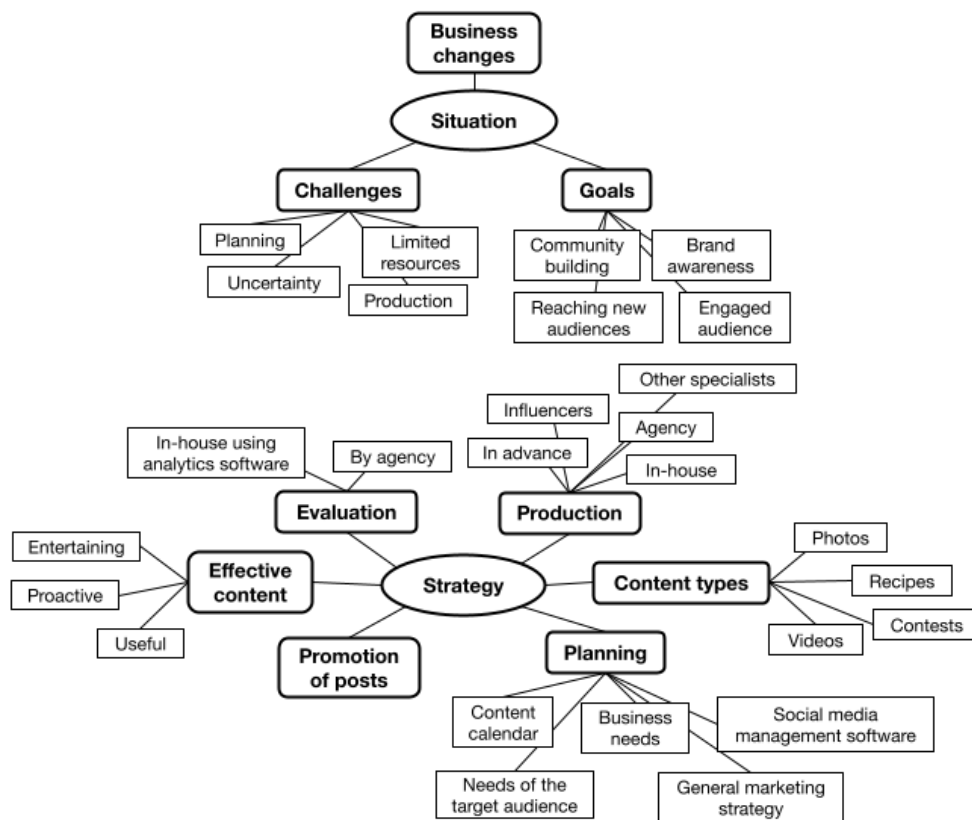 Business
changes
Situation
Challenges
Goals
Planning
Limited
resources
Uncertainty
Production
Community
building
Brand
awareness
Reaching new
audiences
Engaged
audience
Other specialists
Influencers
Agency
In-house using
analytics software
By agency
In advance
In-house
Evaluation
Production
Entertaining
Proactive
Useful
Effective
content
Strategy
Content types
Photos
Recipes
Contests
Videos
Promotion
of posts
Planning
Content
calendar
Business
needs
Social media
management software
Needs of the
target audience
General marketing
strategy